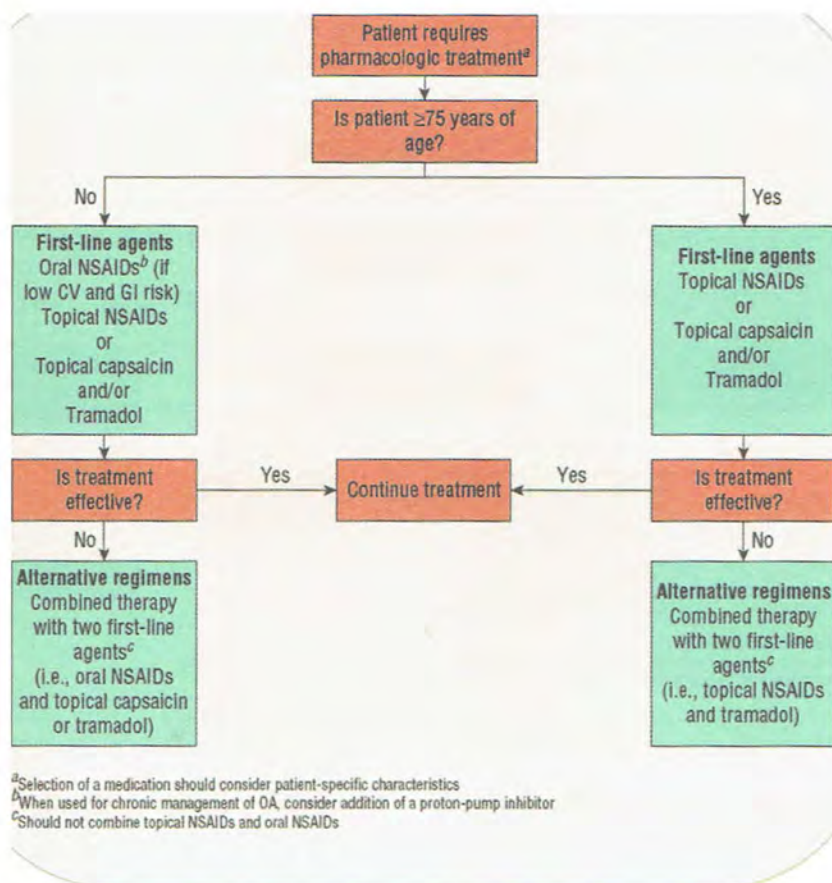 Patient requires
pharmacologic treatmentᵃ
Is patient ≥75 years of
age?
No
Yes
First-line agents
Oral NSAIDsᵇ (if
low CV and GI risk)
Topical NSAIDs
or
Topical capsaicin
and/or
Tramadol
First-line agents
Topical NSAIDs
or
Topical capsaicin
and/or
Tramadol
Is treatment
effective?
Yes
Continue treatment
Yes
Is treatment
effective?
No
No
Alternative regimens
Combined therapy
with two first-line
agentsᶜ
(i.e., oral NSAIDs
and topical capsaicin
or tramadol)
Alternative regimens
Combined therapy
with two first-line
agentsᶜ
(i.e., topical NSAIDs
and tramadol)
ᵃSelection of a medication should consider patient-specific characteristics
ᵇWhen used for chronic management of OA, consider addition of a proton-pump inhibitor
ᶜShould not combine topical NSAIDs and oral NSAIDs